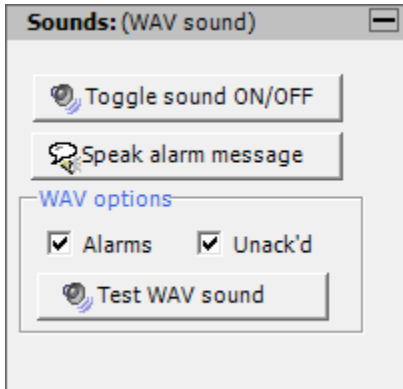 Sounds: (WAV sound)
Toggle sound ON/OFF
Speak alarm message
WAV options
Alarms Unack'd
Test WAV sound